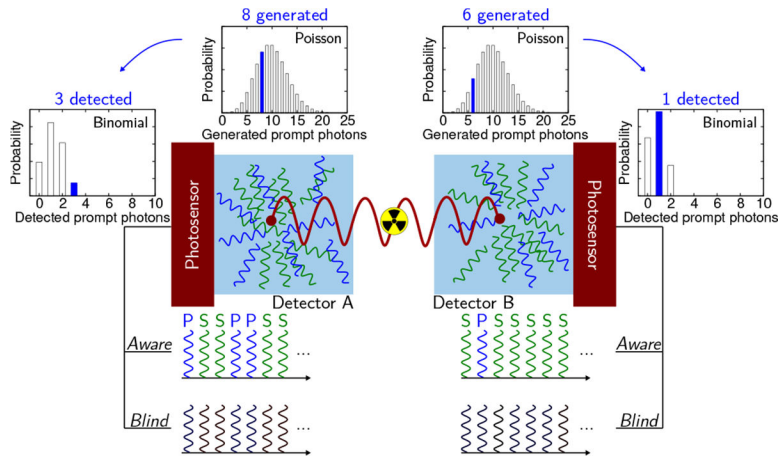 8 generated
6 generated
Poisson
Probability
0 5 10 15 20 25
Generated prompt photons
Poisson
Probability
0 5 10 15 20 25
Generated prompt photons
3 detected
Binomial
Probability
0 2 4 6 8 10
Detected prompt photons
1 detected
Binomial
Probability
0 2 4 6 8 10
Detected prompt photons
Photosensor
Photosensor
Detector A
Detector B
P S S P P S S
S P S S S S S
Aware
...
...
Aware
Blind
...
...
Blind